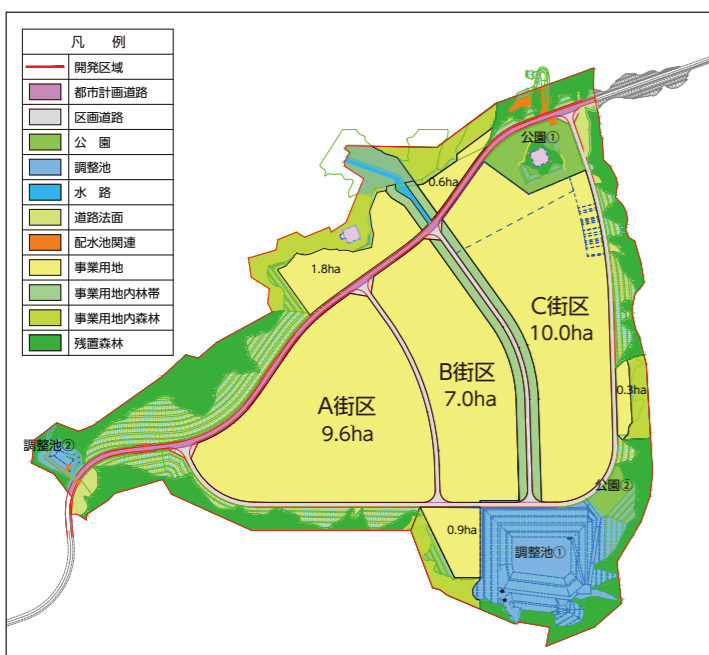 凡 例
開発区域
都市計画道路
区画道路
公 園
調整池
水 路
道路法面
配水池関連
事業用地
事業用地内林帯
事業用地内森林
残置森林
公園①
0.6ha
1.8ha
C街区
10.0ha
B街区
7.0ha
A街区
9.6ha
0.3ha
調整池②
公園②
0.9ha
調整池①